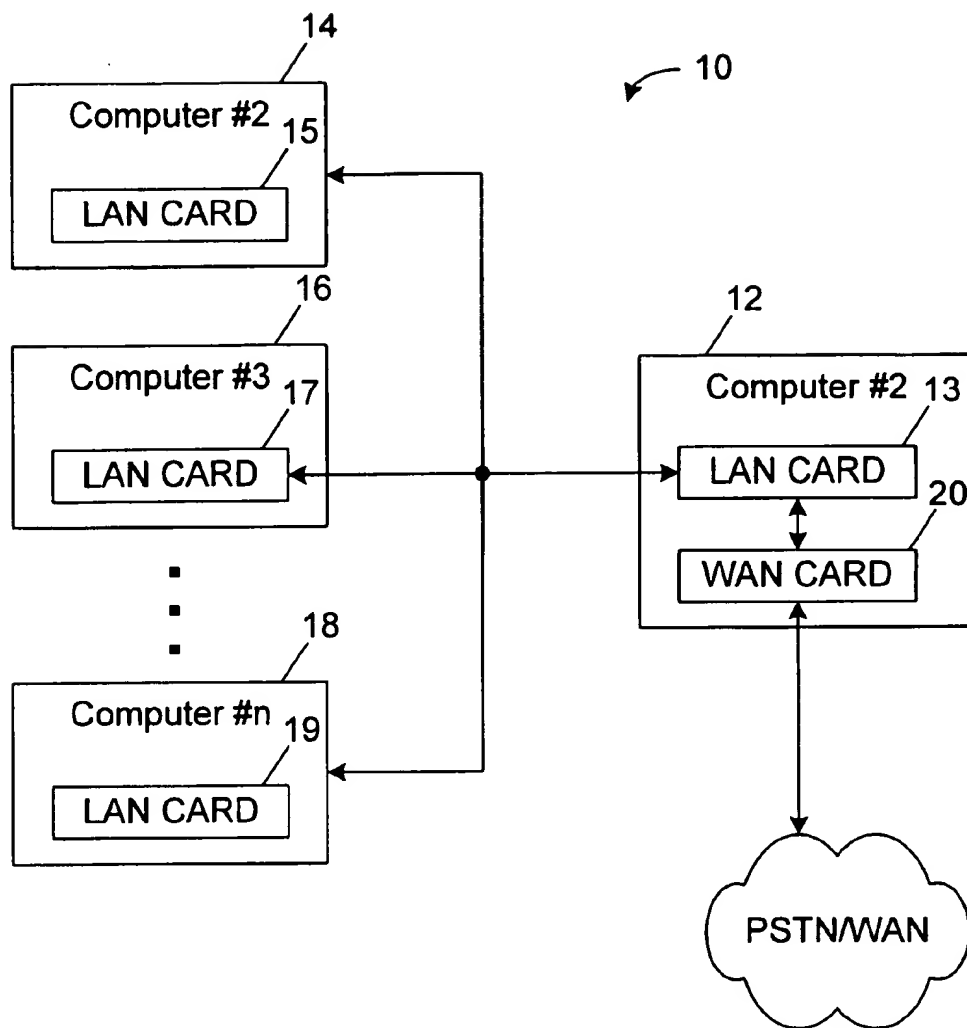 14
10
Computer #2
15
LAN CARD
16
12
Computer #3
17
LAN CARD
Computer #2
13
LAN CARD
20
WAN CARD
18
Computer #n
19
LAN CARD
PSTN/WAN